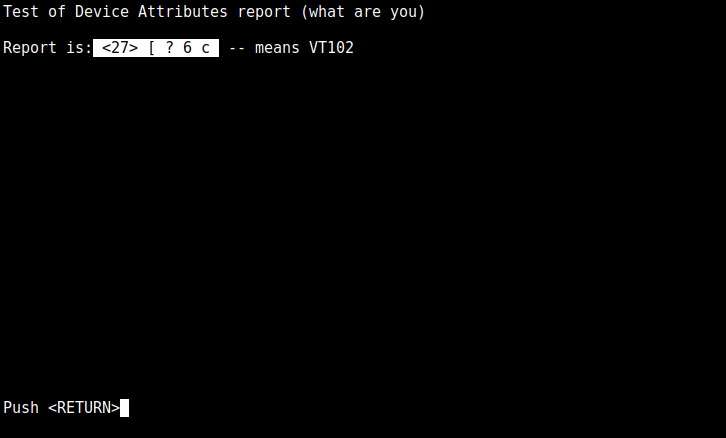 Test of Device Attributes report (what are you)
Report is: <27> [ ? 6 c  -- means VT102
Push <RETURN>